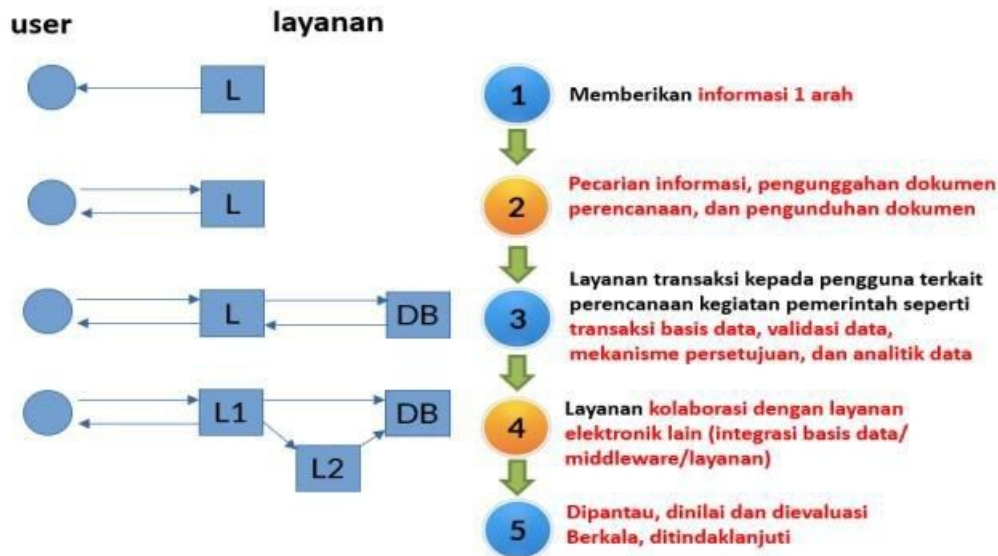 user layanan
L
1 Memberikan informasi 1 arah
L
2 Pecarian informasi, pengunggahan dokumen
perencanaan, dan pengunduhan dokumen
L DB
3 Layanan transaksi kepada pengguna terkait
perencanaan kegiatan pemerintah seperti
transaksi basis data, validasi data,
mekanisme persetujuan, dan analitik data
L1 DB
L2
4 Layanan kolaborasi dengan layanan
elektronik lain (integrasi basis data/
middleware/layanan)
5 Dipantau, dinilai dan dievaluasi
Berkala, ditindaklanjuti